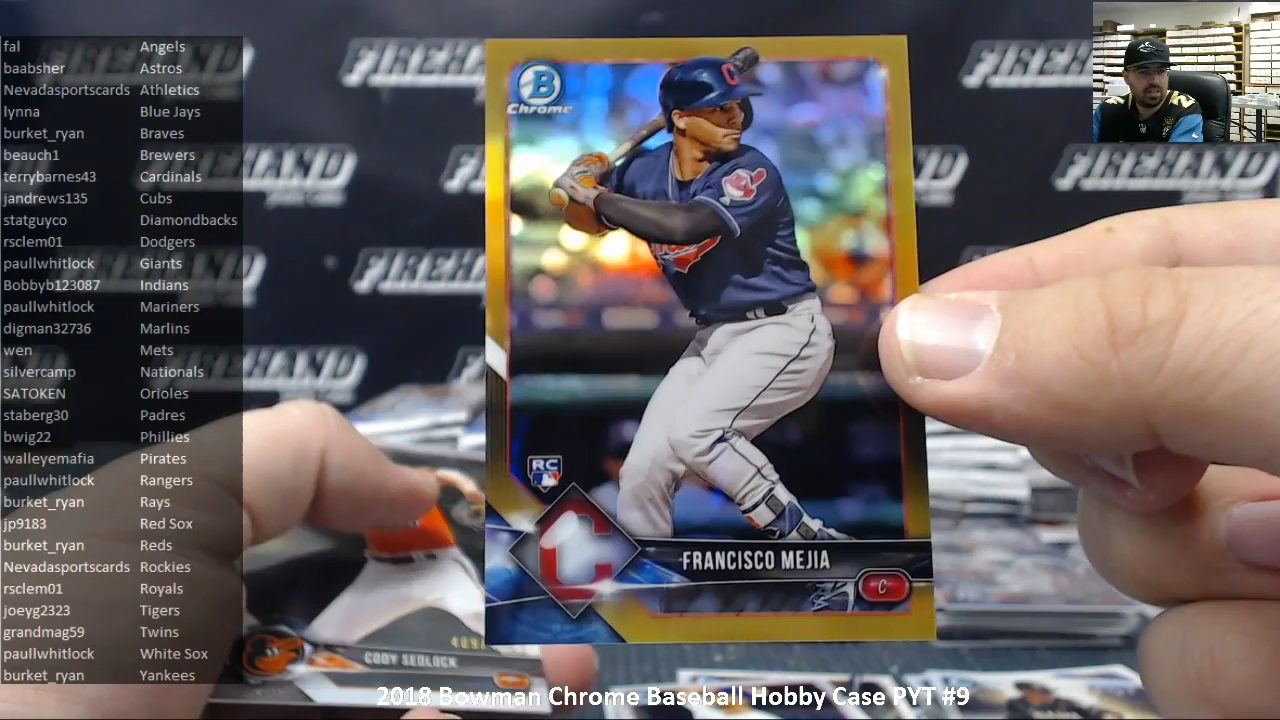 fal Angels
baabsher Astros
Nevadasportscards Athletics
lynna Blue Jays
burket_ryan Braves
beauch1 Brewers
terrybarnes43 Cardinals
jandrews135 Cubs
statguyco Diamondbacks
rsclem01 Dodgers
paullwhitlock Giants
Bobbyb123087 Indians
paullwhitlock Mariners
digman32736 Marlins
wen Mets
silvercamp Nationals
SATOKEN Orioles
staberg30 Padres
bwig22 Phillies
walleyemafia Pirates
paullwhitlock Rangers
burket_ryan Rays
jp9183 Red Sox
burket_ryan Reds
Nevadasportscards Rockies
rsclem01 Royals
joeyg2323 Tigers
grandmag59 Twins
paullwhitlock White Sox
burket_ryan Yankees
FIREHAND
FIREHAND
FIREHAND
FIREHAND
B
Chrome
C
RC
C
FRANCISCO MEJIA
C
CODY SEDLOCK
2018 Bowman Chrome Baseball Hobby Case PYT #9